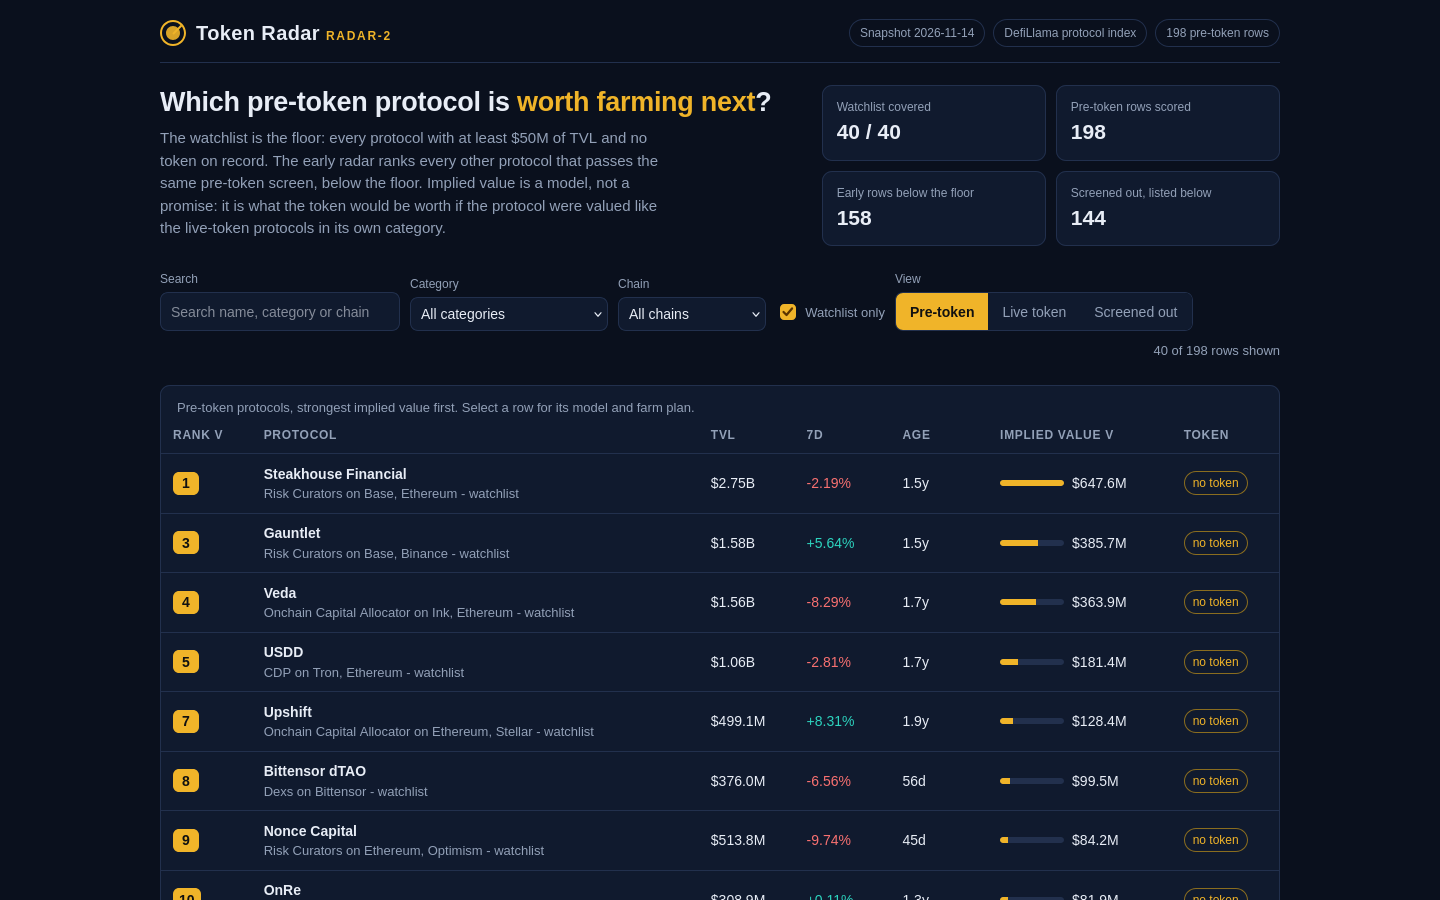 Token Radar RADAR-2
Snapshot 2026-11-14
DefiLlama protocol index
198 pre-token rows
Which pre-token protocol is worth farming next?
The watchlist is the floor: every protocol with at least $50M of TVL and no
token on record. The early radar ranks every other protocol that passes the
same pre-token screen, below the floor. Implied value is a model, not a
promise: it is what the token would be worth if the protocol were valued like
the live-token protocols in its own category.
Watchlist covered
40 / 40
Pre-token rows scored
198
Early rows below the floor
158
Screened out, listed below
144
Search
Search name, category or chain
Category
All categories
Chain
All chains
Watchlist only
View
Pre-token
Live token
Screened out
40 of 198 rows shown
Pre-token protocols, strongest implied value first. Select a row for its model and farm plan.
RANK V PROTOCOL TVL 7D AGE IMPLIED VALUE V TOKEN
1 Steakhouse Financial $2.75B -2.19% 1.5y $647.6M no token
Risk Curators on Base, Ethereum - watchlist
3 Gauntlet $1.58B +5.64% 1.5y $385.7M no token
Risk Curators on Base, Binance - watchlist
4 Veda $1.56B -8.29% 1.7y $363.9M no token
Onchain Capital Allocator on Ink, Ethereum - watchlist
5 USDD $1.06B -2.81% 1.7y $181.4M no token
CDP on Tron, Ethereum - watchlist
7 Upshift $499.1M +8.31% 1.9y $128.4M no token
Onchain Capital Allocator on Ethereum, Stellar - watchlist
8 Bittensor dTAO $376.0M -6.56% 56d $99.5M no token
Dexs on Bittensor - watchlist
9 Nonce Capital $513.8M -9.74% 45d $84.2M no token
Risk Curators on Ethereum, Optimism - watchlist
10 OnRe $308.9M +0.11% 1.3y $81.9M no token